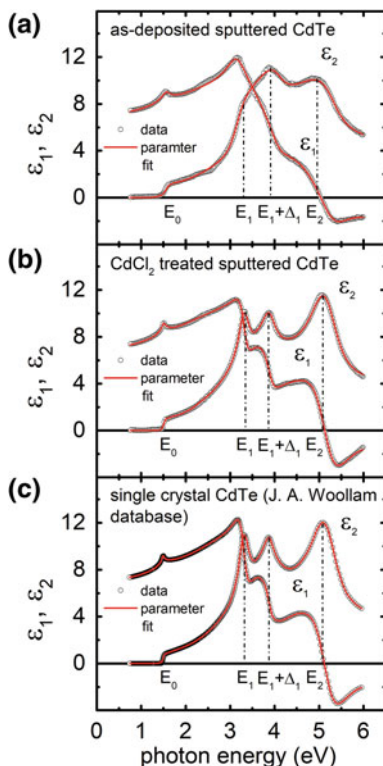 (a)
as-deposited sputtered CdTe
ε₂
12
8
4
0
ε₁, ε₂
data
paramter
fit
ε₁
E₀
E₁
E₁+Δ₁
E₂
(b)
CdCl₂ treated sputtered CdTe
ε₂
12
8
4
0
ε₁, ε₂
data
parameter
fit
ε₁
E₀
E₁
E₁+Δ₁
E₂
(c)
single crystal CdTe (J. A. Woollam
database)
ε₂
12
8
4
0
ε₁, ε₂
data
parameter
fit
ε₁
E₀
E₁
E₁+Δ₁
E₂
0 1 2 3 4 5 6
photon energy (eV)